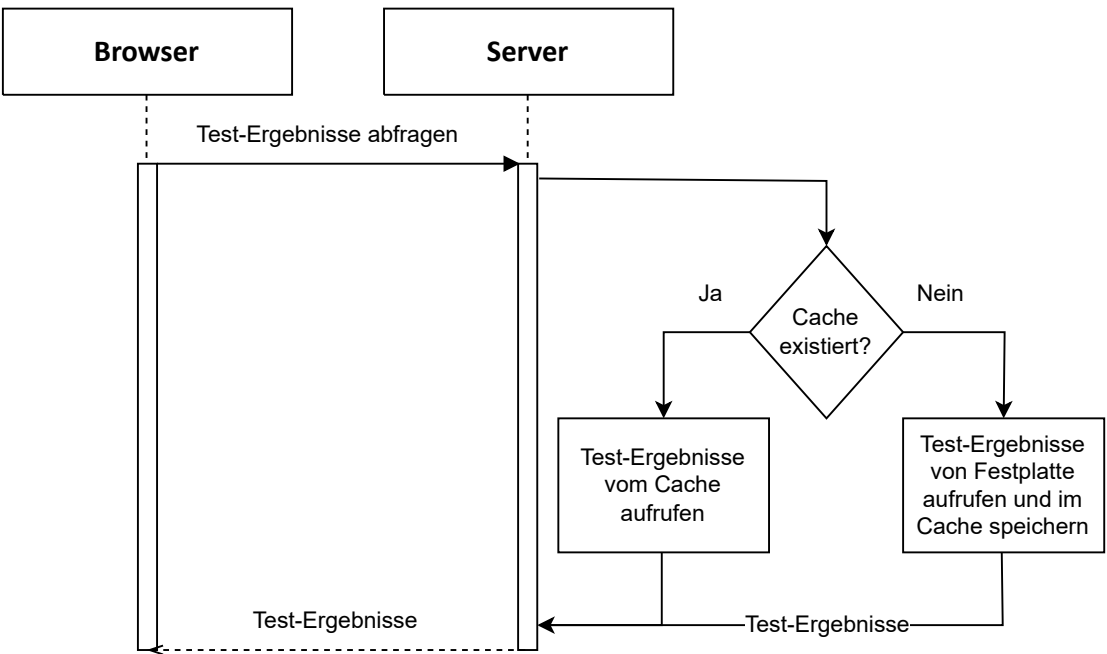 Browser
Server
Test-Ergebnisse abfragen
Ja
Nein
Cache
existiert?
Test-Ergebnisse
vom Cache
aufrufen
Test-Ergebnisse
von Festplatte
aufrufen und im
Cache speichern
Test-Ergebnisse
Test-Ergebnisse